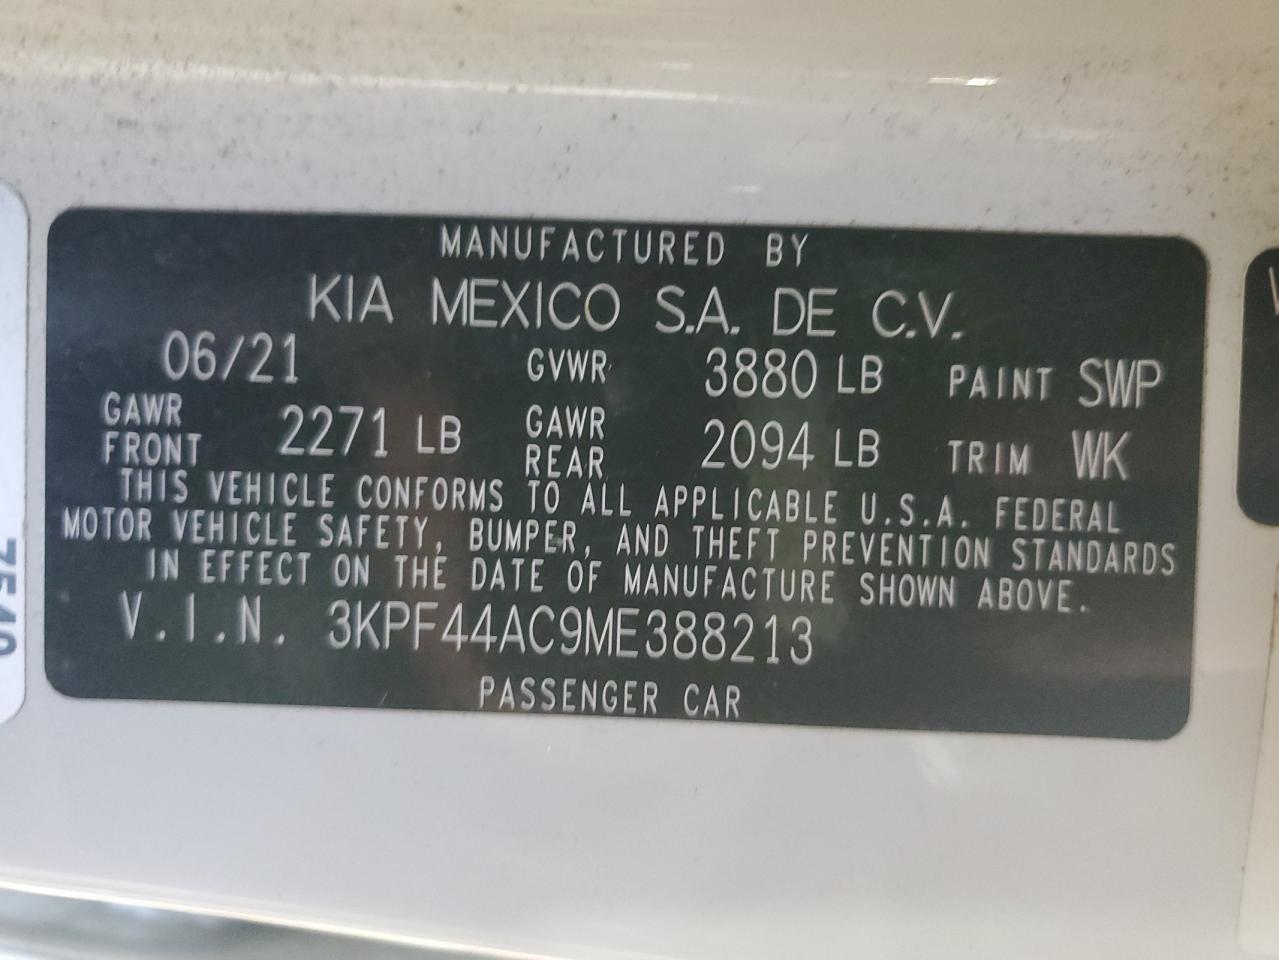 MANUFACTURED BY
KIA MEXICO S.A. DE C.V.
06/21 GVWR 3880 LB PAINT SWP
GAWR FRONT 2271 LB GAWR REAR 2094 LB TRIM WK
THIS VEHICLE CONFORMS TO ALL APPLICABLE U.S.A. FEDERAL
MOTOR VEHICLE SAFETY, BUMPER, AND THEFT PREVENTION STANDARDS
IN EFFECT ON THE DATE OF MANUFACTURE SHOWN ABOVE.
V.I.N. 3KPF44AC9ME388213
PASSENGER CAR